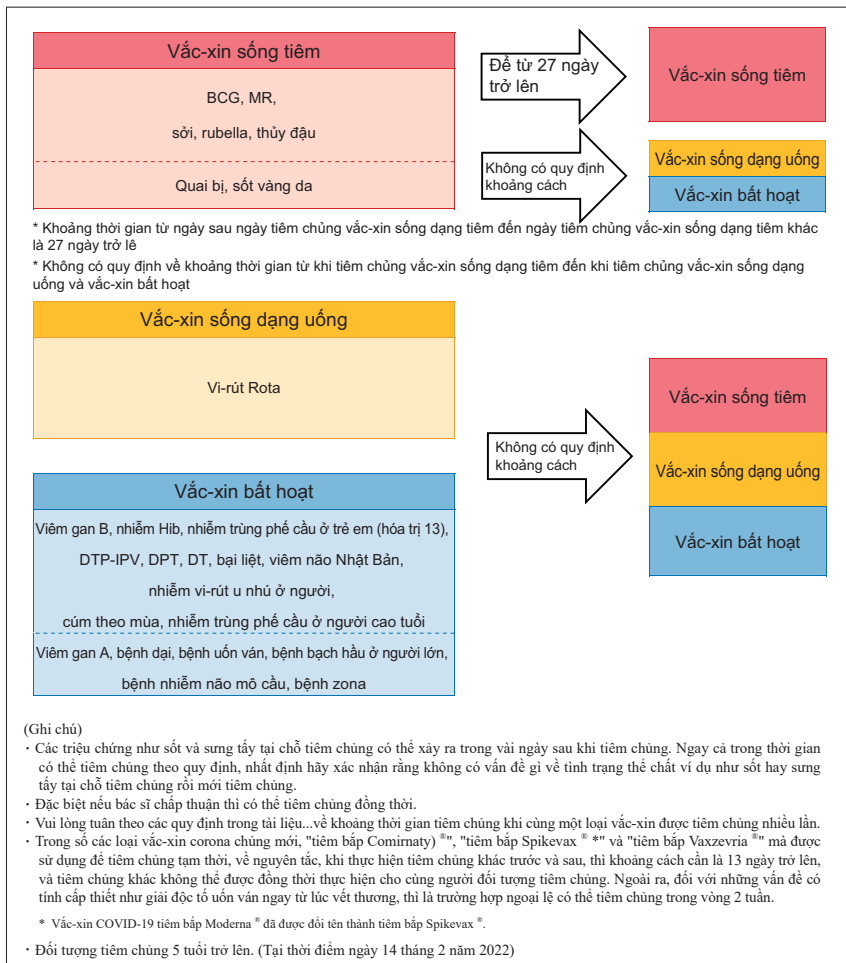 Vắc-xin sống tiêm
BCG, MR,
sởi, rubella, thủy đậu
Quai bị, sốt vàng da
Để từ 27 ngày
trở lên
Vắc-xin sống tiêm
Không có quy định
khoảng cách
Vắc-xin sống dạng uống
Vắc-xin bất hoạt
* Khoảng thời gian từ ngày sau ngày tiêm chủng vắc-xin sống dạng tiêm đến ngày tiêm chủng vắc-xin sống dạng tiêm khác
là 27 ngày trở lê
* Không có quy định về khoảng thời gian từ khi tiêm chủng vắc-xin sống dạng tiêm đến khi tiêm chủng vắc-xin sống dạng
uống và vắc-xin bất hoạt
Vắc-xin sống dạng uống
Vi-rút Rota
Vắc-xin bất hoạt
Viêm gan B, nhiễm Hib, nhiễm trùng phế cầu ở trẻ em (hóa trị 13),
DTP-IPV, DPT, DT, bại liệt, viêm não Nhật Bản,
nhiễm vi-rút u nhú ở người,
cúm theo mùa, nhiễm trùng phế cầu ở người cao tuổi
Viêm gan A, bệnh dại, bệnh uốn ván, bệnh bạch hầu ở người lớn,
bệnh nhiễm não mô cầu, bệnh zona
Không có quy định
khoảng cách
Vắc-xin sống tiêm
Vắc-xin sống dạng uống
Vắc-xin bất hoạt
(Ghi chú)
・Các triệu chứng như sốt và sưng tấy tại chỗ tiêm chủng có thể xảy ra trong vài ngày sau khi tiêm chủng. Ngay cả trong thời gian
có thể tiêm chủng theo quy định, nhất định hãy xác nhận rằng không có vấn đề gì về tình trạng thể chất ví dụ như sốt hay sưng
tấy tại chỗ tiêm chủng rồi mới tiêm chủng.
・Đặc biệt nếu bác sĩ chấp thuận thì có thể tiêm chủng đồng thời.
・Vui lòng tuân theo các quy định trong tài liệu...về khoảng thời gian tiêm chủng khi cùng một loại vắc-xin được tiêm chủng nhiều lần.
・Trong số các loại vắc-xin corona chủng mới, "tiêm bắp Comirnaty) ®", "tiêm bắp Spikevax ® *" và "tiêm bắp Vaxzevria ®" mà được
sử dụng để tiêm chủng tạm thời, về nguyên tắc, khi thực hiện tiêm chủng khác trước và sau, thì khoảng cách cần là 13 ngày trở lên,
và tiêm chủng khác không thể được đồng thời thực hiện cho cùng người đối tượng tiêm chủng. Ngoài ra, đối với những vấn đề có
tính cấp thiết như giải độc tố uốn ván ngay từ lúc vết thương, thì là trường hợp ngoại lệ có thể tiêm chủng trong vòng 2 tuần.
* Vắc-xin COVID-19 tiêm bắp Moderna ® đã được đổi tên thành tiêm bắp Spikevax ®.
・Đối tượng tiêm chủng 5 tuổi trở lên. (Tại thời điểm ngày 14 tháng 2 năm 2022)